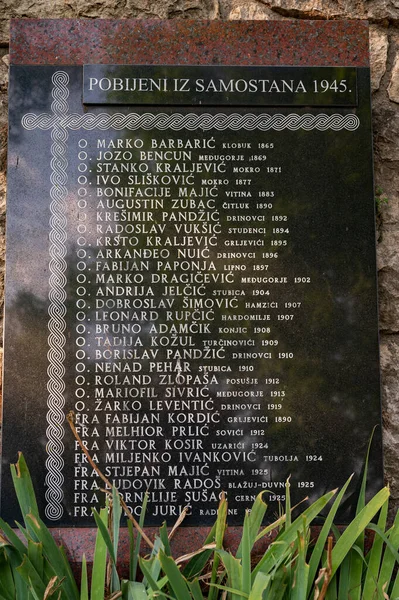 POBIJENI IZ SAMOSTANA 1945.
O MARKO BARBARIĆ KLOBUK 1865
O. JOZO BENCUN MEĐUGORJE ,1869
O. STANKO KRALJEVIĆ MOKRO 1871
O. IVO SLIŠKOVIĆ MOKRO 1877
O. BONIFACIJE MAJIĆ VITINA 1883
O. AUGUSTIN ZUBAC ČITLUK 1890
O. KREŠIMIR PANDŽIĆ DRINOVCI 1892
O. RADOSLAV VUKŠIĆ STUDENCI 1894
O. KRSTO KRALJEVIĆ GRLJEVIĆI 1895
O. ARKANĐEO NUIĆ DRINOVCI 1896
O. FABIJAN PAPONJA LIPNO 1897
O. MARKO DRAGIČEVIĆ MEĐUGORJE 1902
O. ANDRIJA JELČIĆ STUBICA 1904
O. DOBROSLAV ŠIMOVIĆ HAMZIĆI 1907
O. LEONARD RUPČIĆ HARDOMILJE 1907
O. BRUNO ADAMČIK KONJIC 1908
O. TADIJA KOŽUL TURČINOVIĆI 1909
O. BORISLAV PANDŽIĆ DRINOVCI 1910
O. NENAD PEHAR STUBICA 1910
O. ROLAND ZLOPAŠA POSUŠJE 1912
O. MARIOFIL SIVRIĆ MEĐUGORJE 1913
O. ŽARKO LEVENTIĆ DRINOVCI 1919
FRA FABIJAN KORDIĆ GRLJEVIĆI 1890
FRA MELHIOR PRLIĆ SOVIĆI 1912
FRA VIKTOR KOSIR UZARIĆI 1924
FRA MILJENKO IVANKOVIĆ TUBOLJA 1924
FRA STJEPAN MAJIĆ VITINA 1925
FRA LUDOVIK RADOŠ BLAŽUJ-DUVNO 1925
FRA KORNELIJE SUŠAC CERNO 1925
FRA JURIĆ